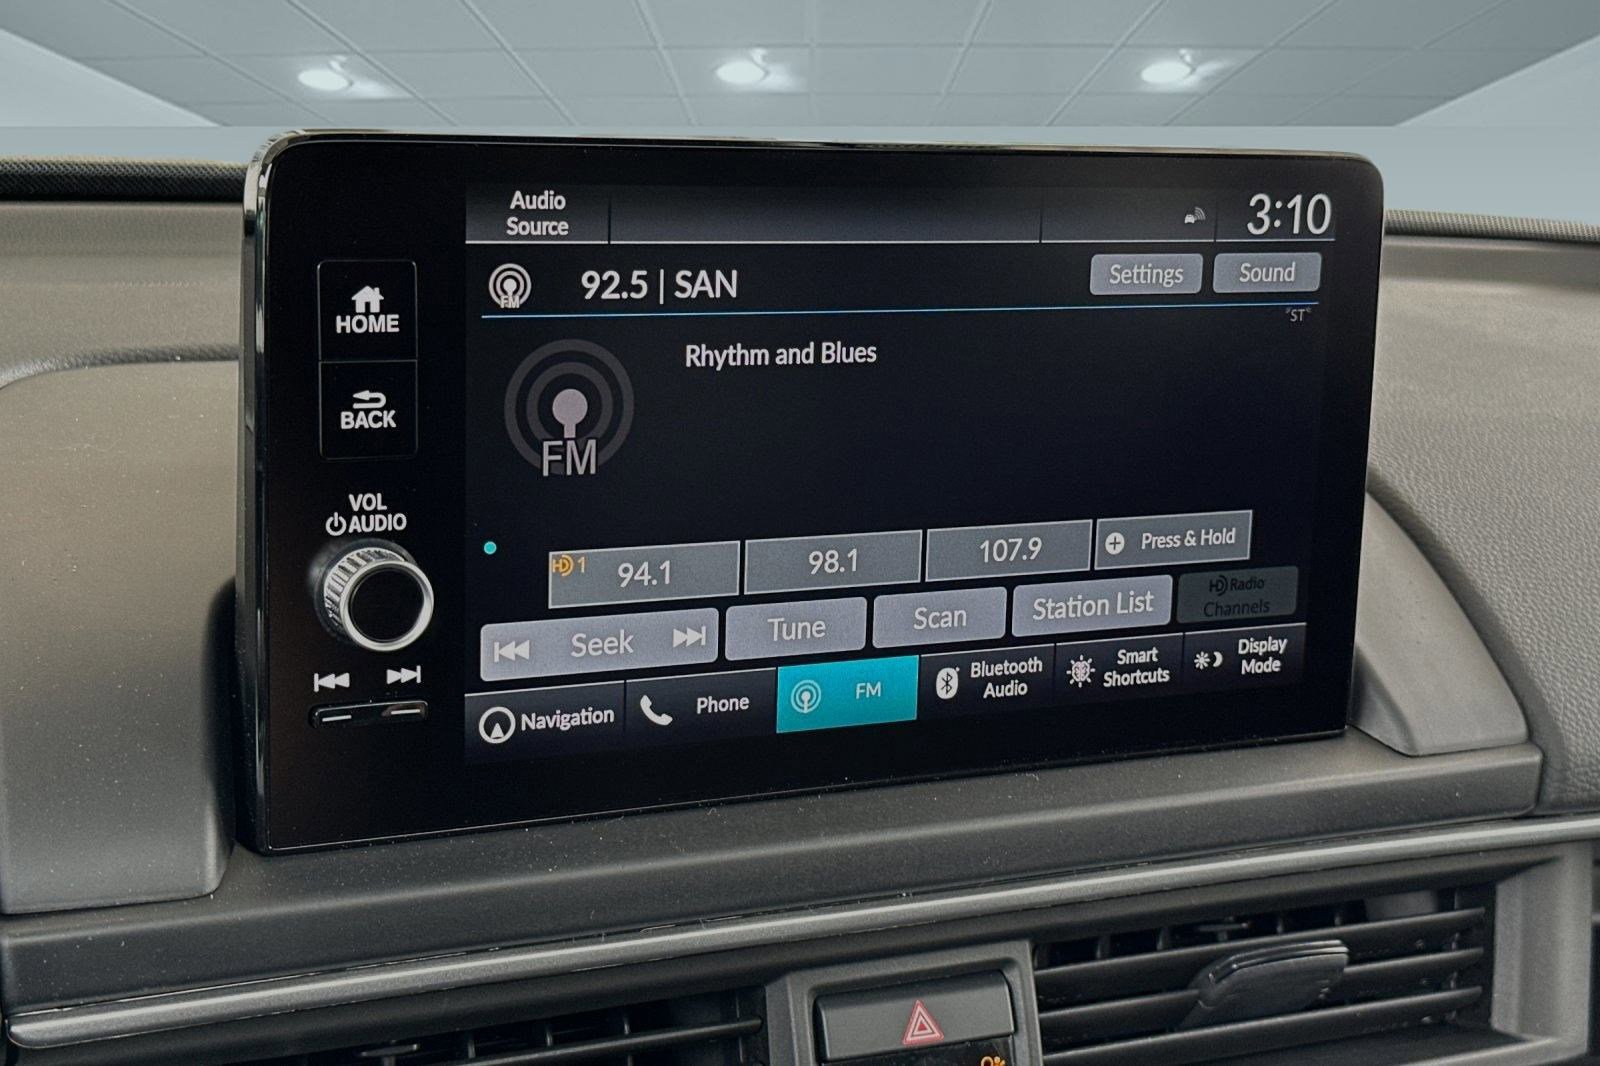 Audio
Source
3:10
FM
92.5 | SAN
Settings
Sound
"ST"
HOME
BACK
Rhythm and Blues
FM
VOL
AUDIO
HD 1
94.1
98.1
107.9
Press & Hold
Seek
Tune
Scan
Station List
HD Radio
Channels
Navigation
Phone
FM
Bluetooth
Audio
Smart
Shortcuts
Display
Mode